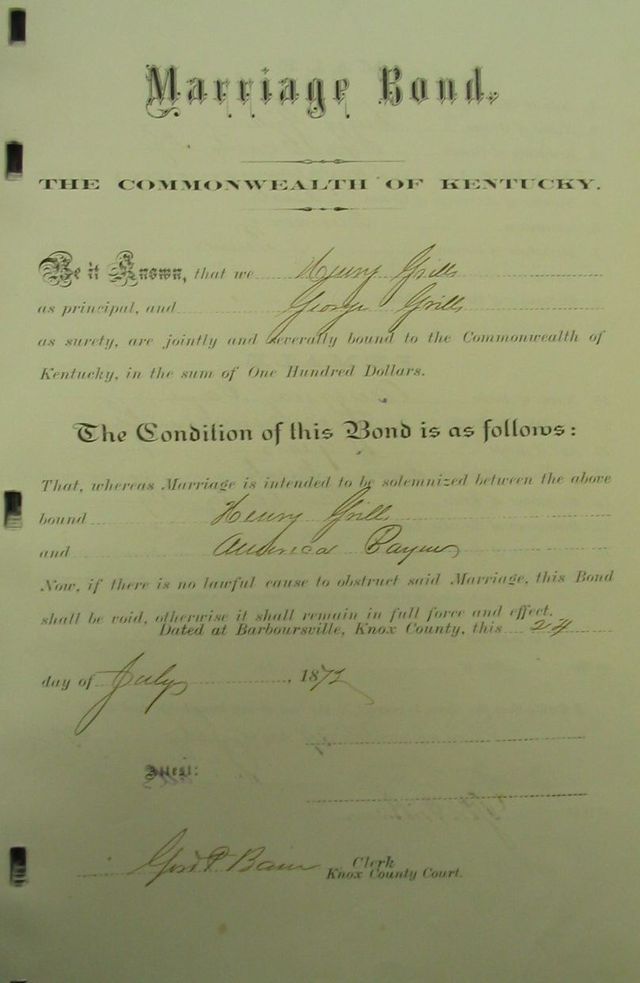 Marriage Bond.
THE COMMONWEALTH OF KENTUCKY.
Be it Known, that we Henry Grills
as principal, and George Grills
as surety, are jointly and severally bound to the Commonwealth of
Kentucky, in the sum of One Hundred Dollars.
The Condition of this Bond is as follows:
That, whereas Marriage is intended to be solemnized between the above
bound Henry Grills
and America Payne
Now, if there is no lawful cause to obstruct said Marriage, this Bond
shall be void, otherwise it shall remain in full force and effect.
Dated at Barboursville, Knox County, this 24
day of July, 1872
Attest:
Clerk
Knox County Court.